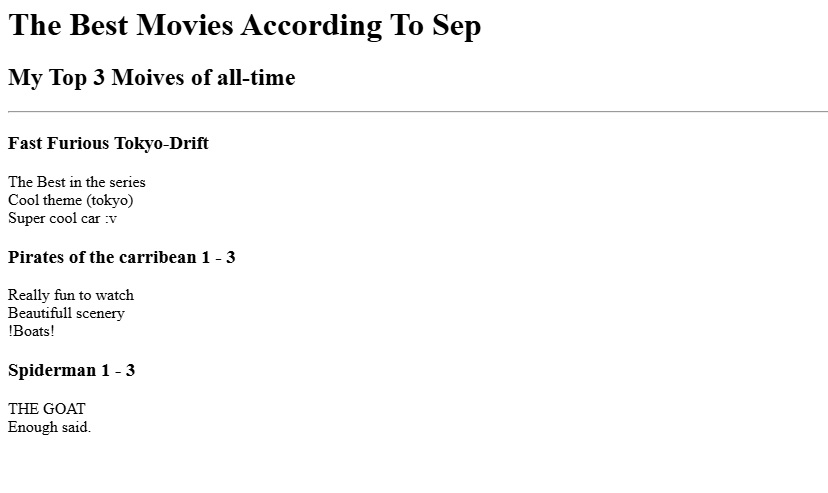 The Best Movies According To Sep
My Top 3 Moives of all-time
Fast Furious Tokyo-Drift
The Best in the series
Cool theme (tokyo)
Super cool car :v
Pirates of the carribean 1 - 3
Really fun to watch
Beautifull scenery
!Boats!
Spiderman 1 - 3
THE GOAT
Enough said.